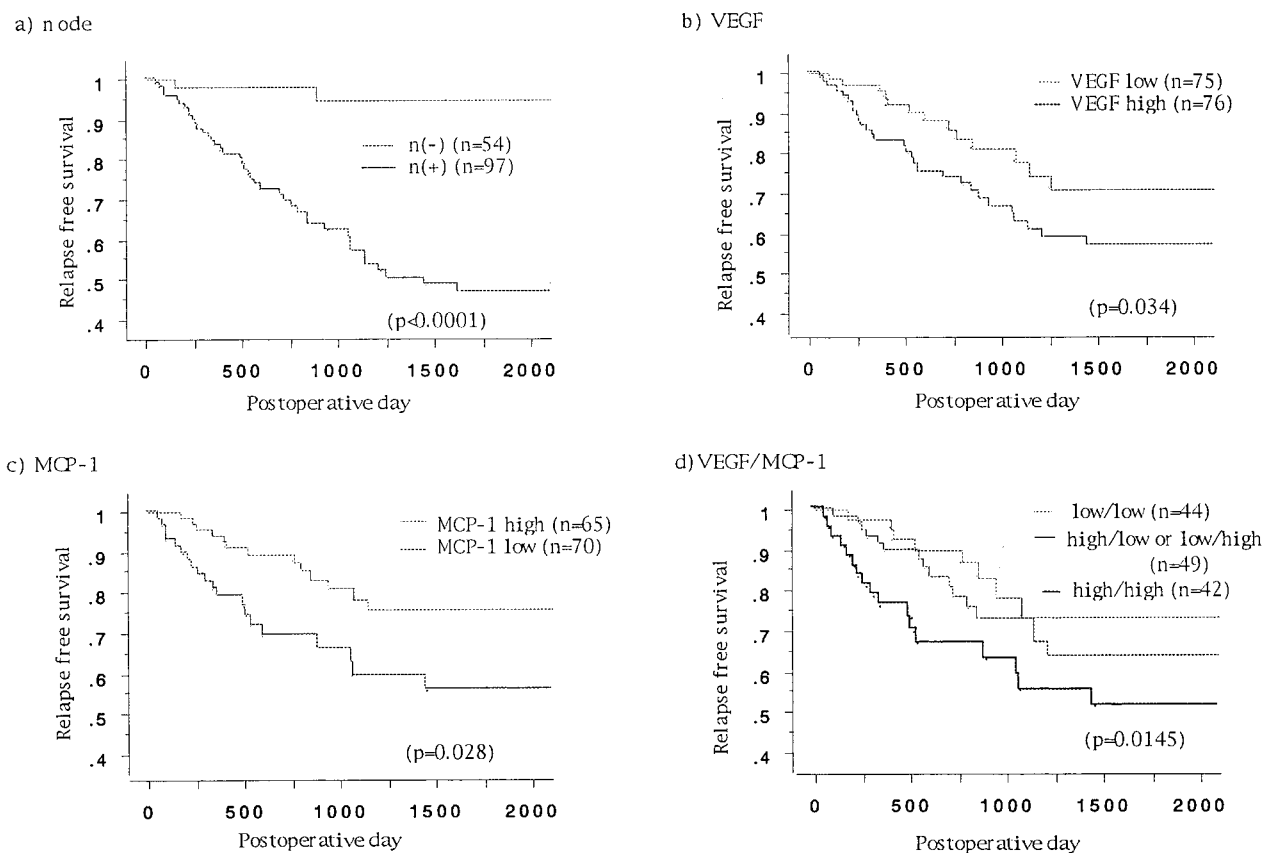 a) node
1
.9
.8
.7
.6
.5
.4
Relapse free survival
n(-) (n=54)
n(+) (n=97)
(p<0.0001)
0 500 1000 1500 2000
Postoperative day
b) VEGF
1
.9
.8
.7
.6
.5
.4
Relapse free survival
VEGF low (n=75)
VEGF high (n=76)
(p=0.034)
0 500 1000 1500 2000
Postoperative day
c) MCP-1
1
.9
.8
.7
.6
.5
.4
Relapse free survival
MCP-1 high (n=65)
MCP-1 low (n=70)
(p=0.028)
0 500 1000 1500 2000
Postoperative day
d) VEGF/MCP-1
1
.9
.8
.7
.6
.5
.4
Relapse free survival
low/low (n=44)
high/low or low/high
(n=49)
high/high (n=42)
(p=0.0145)
0 500 1000 1500 2000
Postoperative day